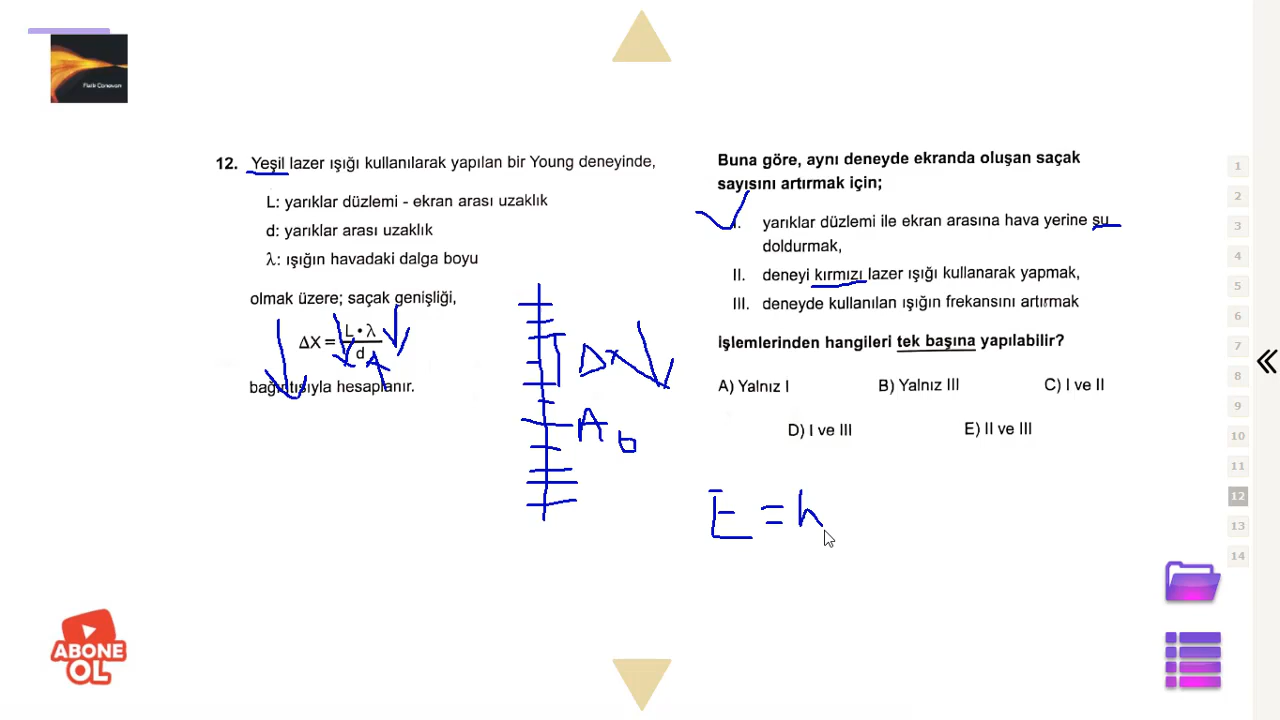 12. Yeşil lazer ışığı kullanılarak yapılan bir Young deneyinde,
L: yarıklar düzlemi - ekran arası uzaklık
d: yarıklar arası uzaklık
λ: ışığın havadaki dalga boyu
olmak üzere; saçak genişliği,
ΔX = L•λ / d
bağıntısıyla hesaplanır.
Δx
A
b
Buna göre, aynı deneyde ekranda oluşan saçak
sayısını artırmak için;
I. yarıklar düzlemi ile ekran arasına hava yerine su
doldurmak,
II. deneyi kırmızı lazer ışığı kullanarak yapmak,
III. deneyde kullanılan ışığın frekansını artırmak
işlemlerinden hangileri tek başına yapılabilir?
A) Yalnız I B) Yalnız III C) I ve II
D) I ve III E) II ve III
E = h
1
2
3
4
5
6
7
8
9
10
11
12
13
14
ABONE
OL